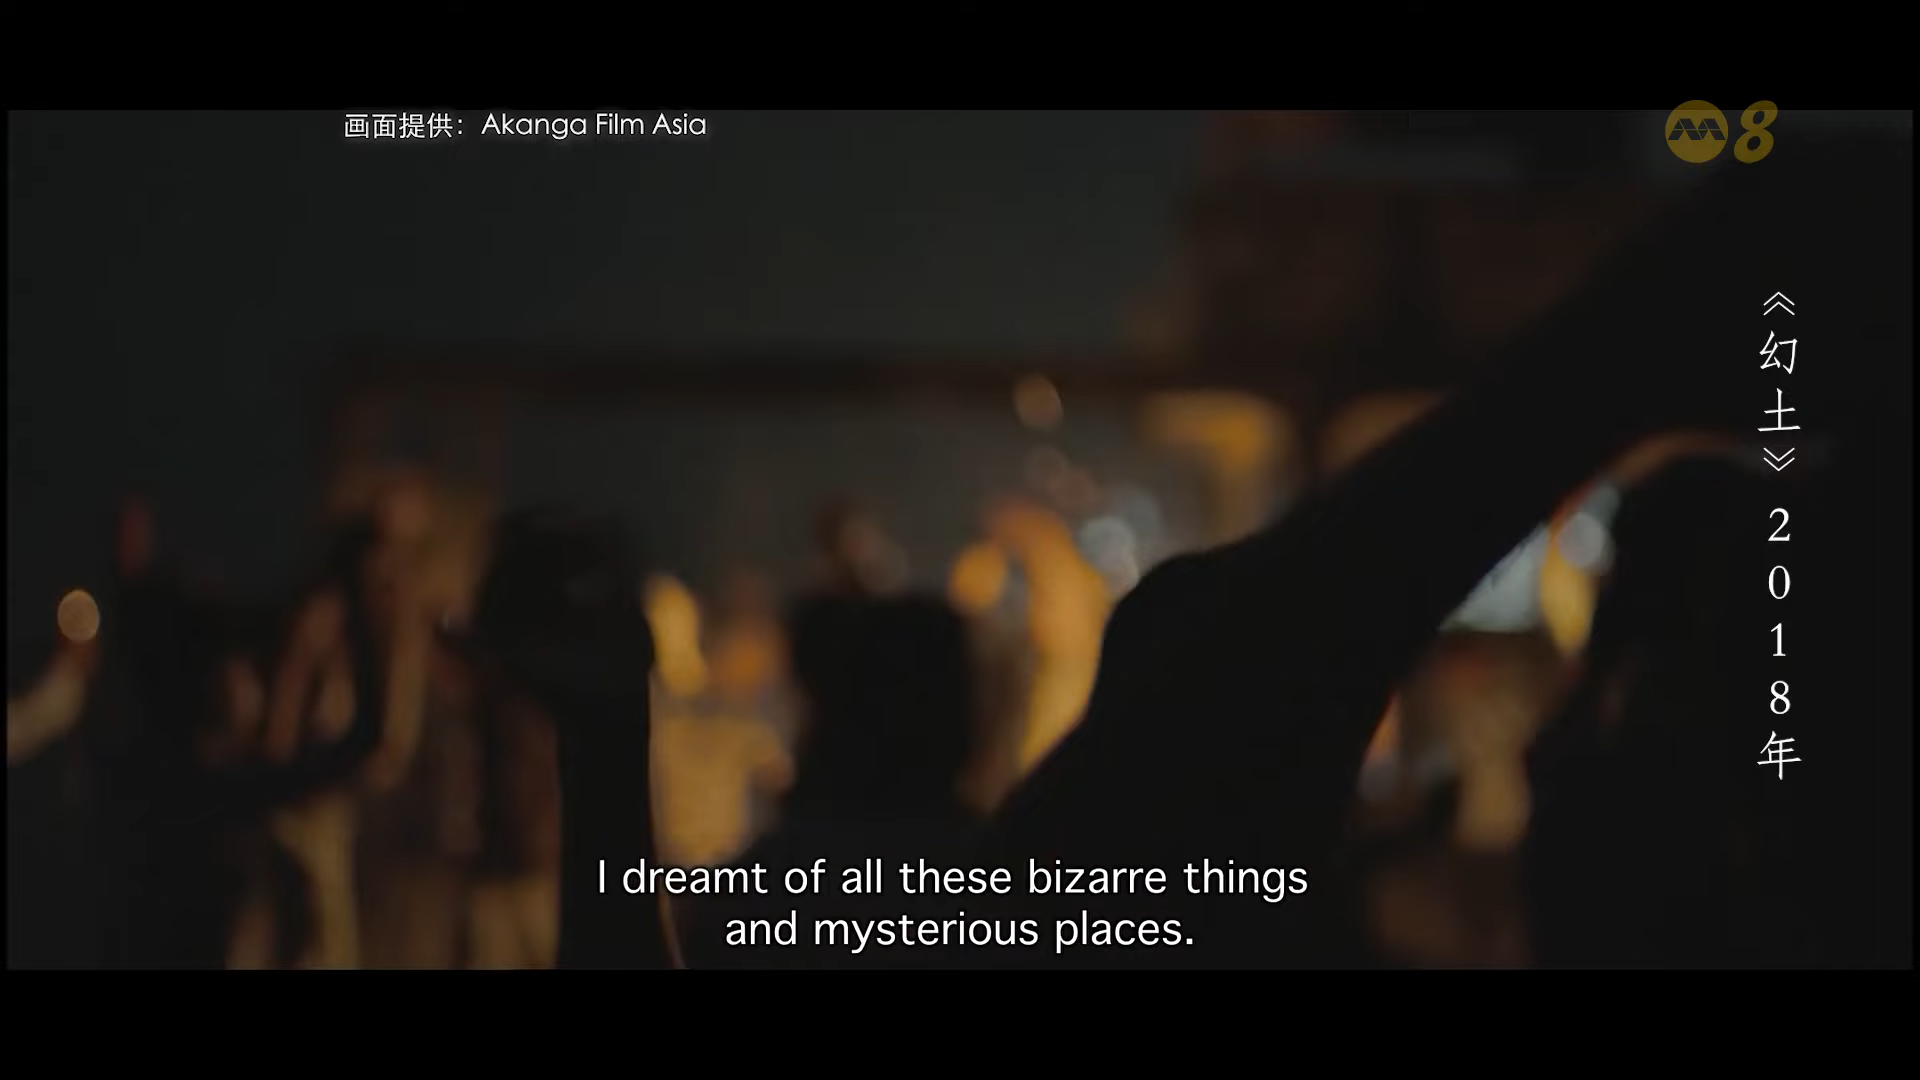 画面提供：Akanga Film Asia
8
《幻土》2018年
I dreamt of all these bizarre things
and mysterious places.